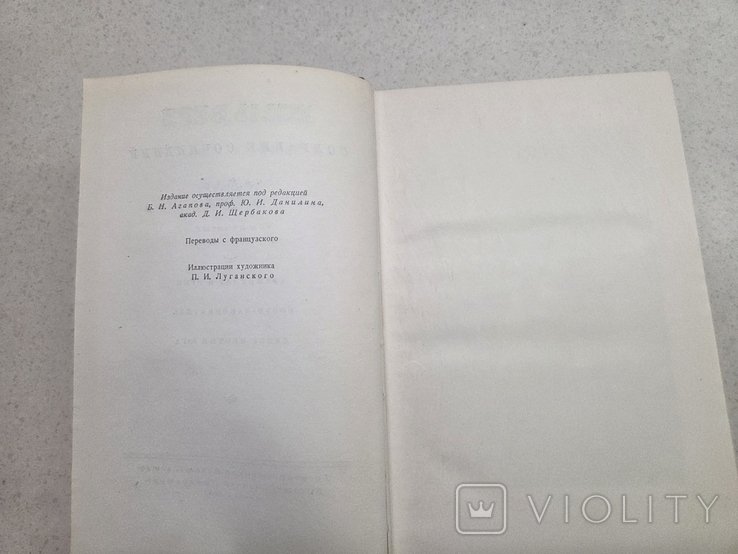 Издание осуществляется под редакцией
Б. Н. Агапова, проф. Ю. И. Данилина,
акад. Д. И. Щербакова
Переводы с французского
Иллюстрации художника
П. И. Луганского
VIOLITY